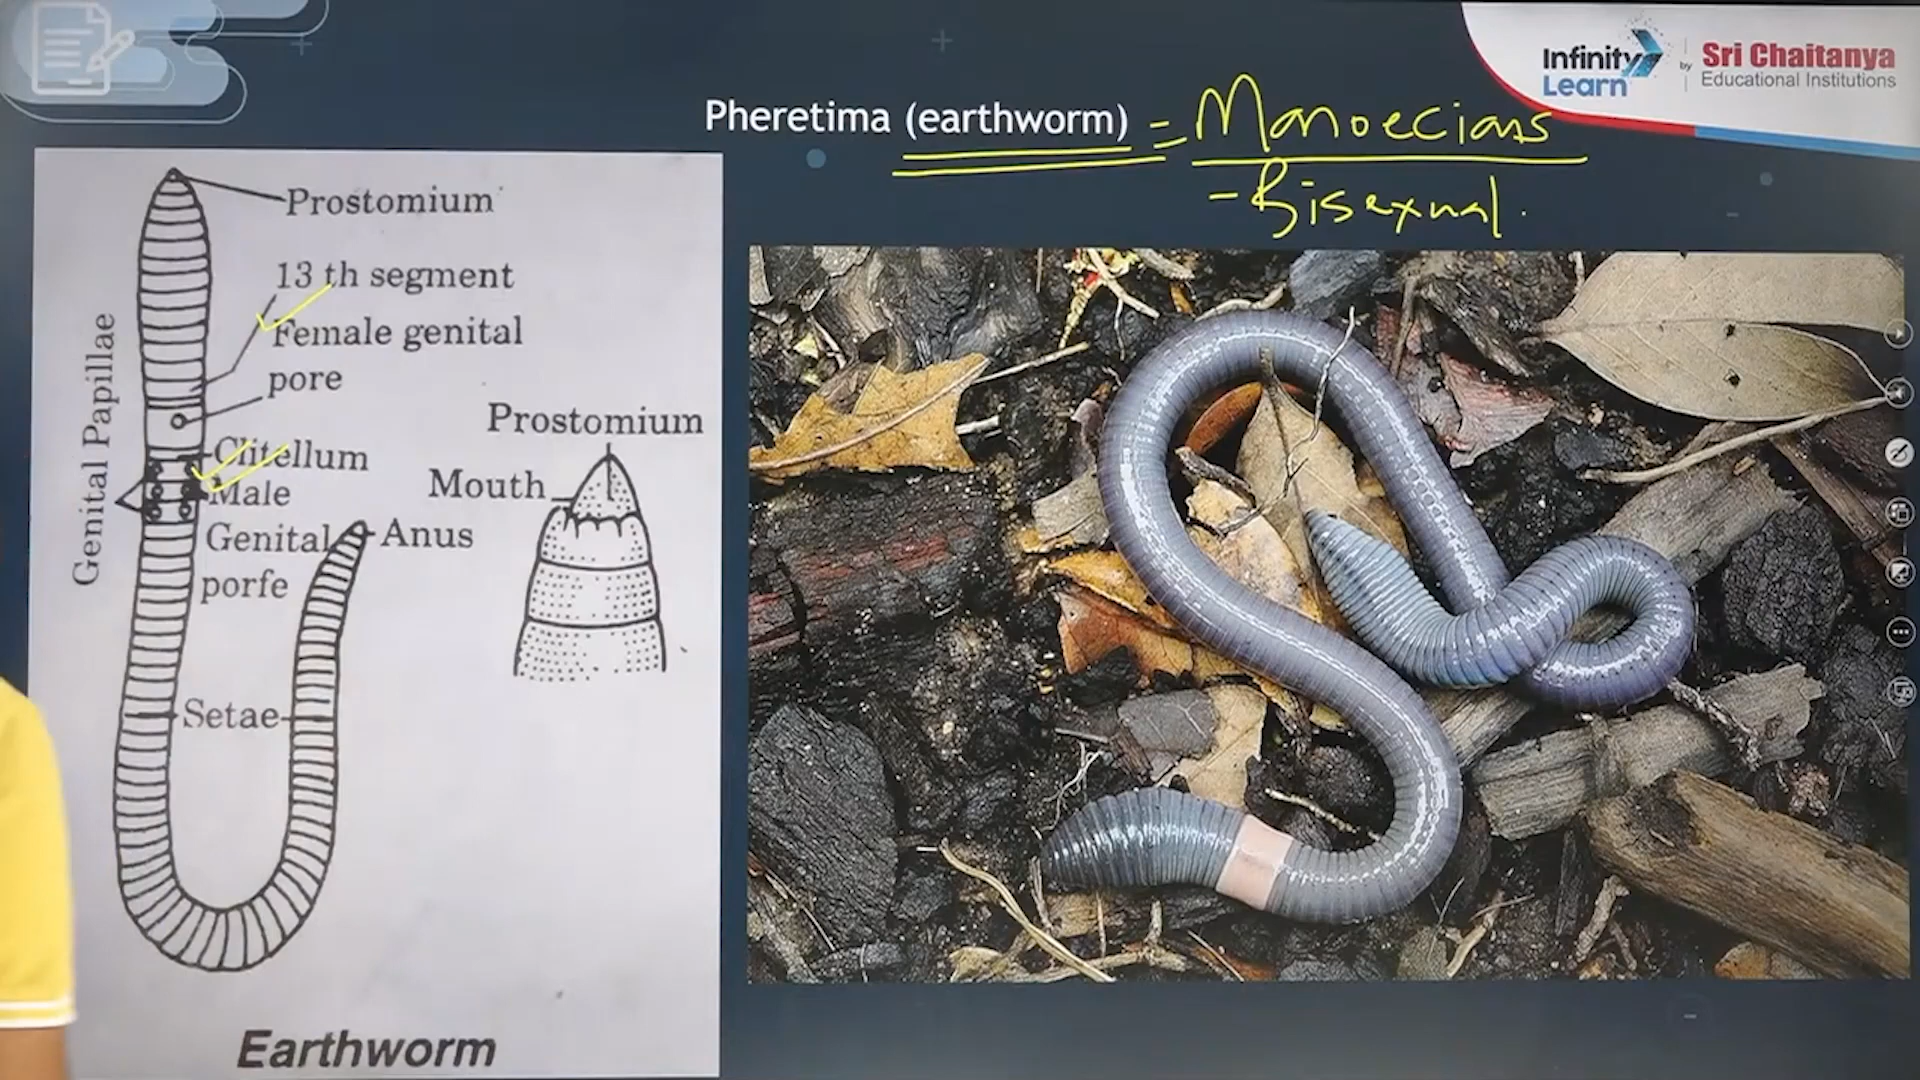 Infinity Learn
by
Sri Chaitanya
Educational Institutions
Pheretima (earthworm) = Monoecious
- Bisexual.
Prostomium
13 th segment
Female genital
pore
Clitellum
Male
Genital
porfe
Anus
Genital Papillae
Setae
Prostomium
Mouth
Earthworm